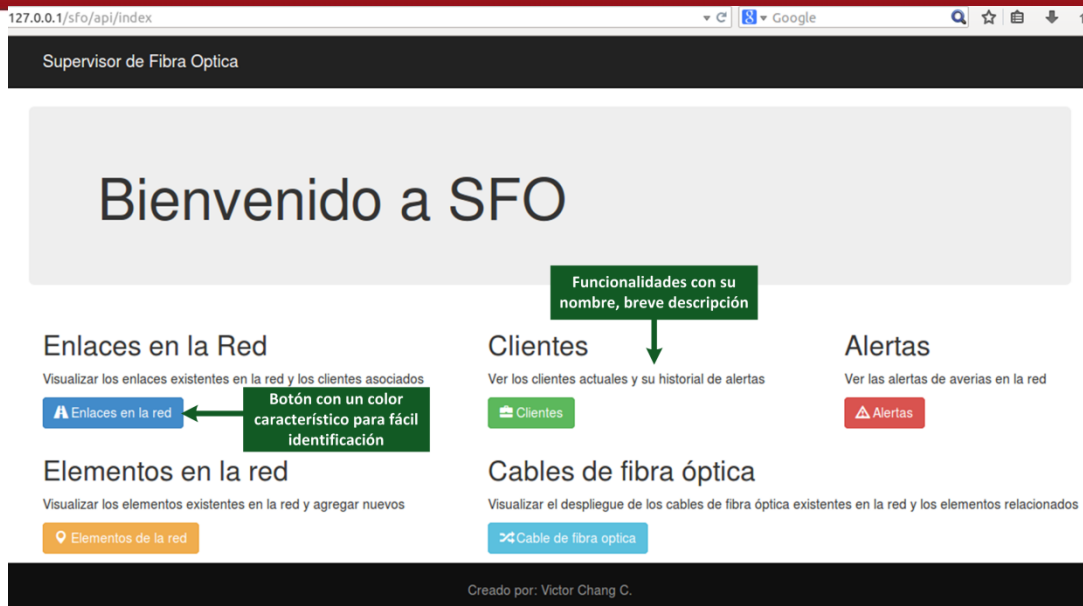 127.0.0.1/sfo/api/index
Google
Supervisor de Fibra Optica
Bienvenido a SFO
Funcionalidades con su
nombre, breve descripción
Enlaces en la Red
Visualizar los enlaces existentes en la red y los clientes asociados
Enlaces en la red
Botón con un color
característico para fácil
identificación
Clientes
Ver los clientes actuales y su historial de alertas
Clientes
Alertas
Ver las alertas de averias en la red
Alertas
Elementos en la red
Visualizar los elementos existentes en la red y agregar nuevos
Elementos de la red
Cables de fibra óptica
Visualizar el despliegue de los cables de fibra óptica existentes en la red y los elementos relacionados
Cable de fibra optica
Creado por: Victor Chang C.